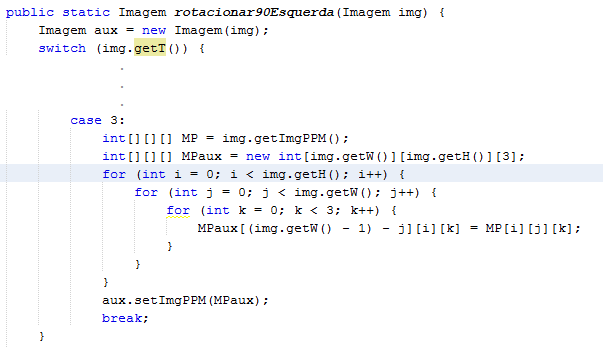 public static Imagem rotacionar90Esquerda(Imagem img) {
    Imagem aux = new Imagem(img);
    switch (img.getT()) {
            .
            .
            .
        case 3:
            int[][][] MP = img.getImgPPM();
            int[][][] MPaux = new int[img.getW()][img.getH()][3];
            for (int i = 0; i < img.getH(); i++) {
                for (int j = 0; j < img.getW(); j++) {
                    for (int k = 0; k < 3; k++) {
                        MPaux[(img.getW() - 1) - j][i][k] = MP[i][j][k];
                    }
                }
            }
            aux.setImgPPM(MPaux);
            break;
    }